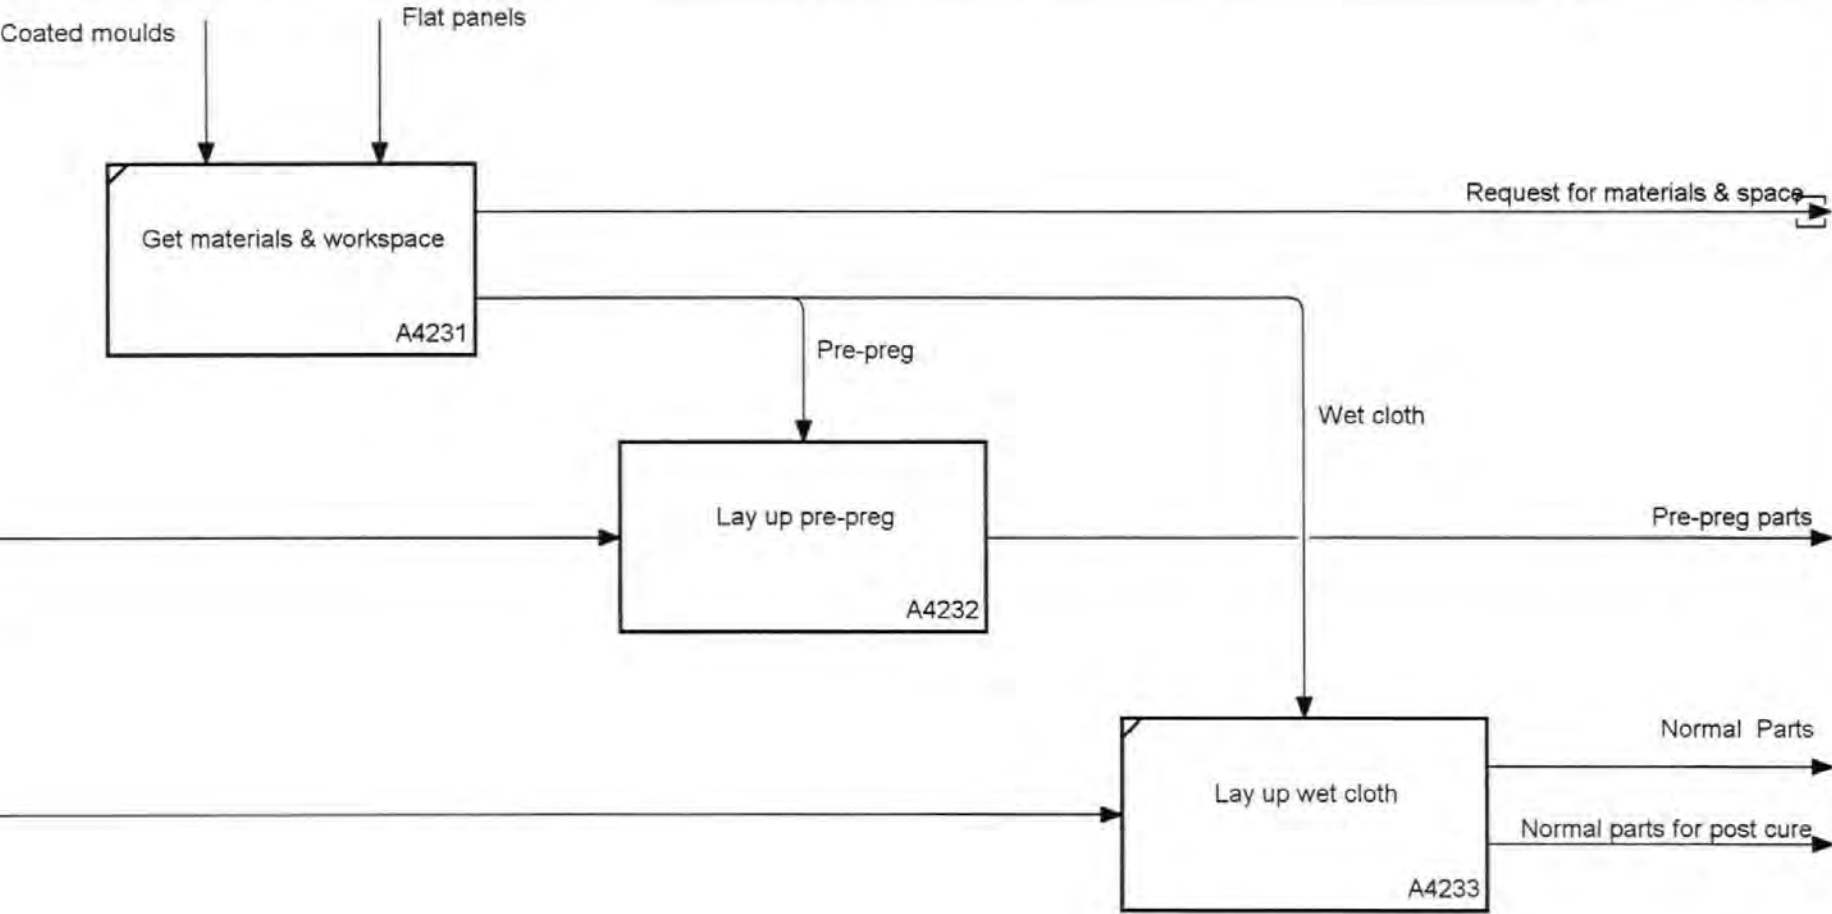 Coated moulds
Flat panels
Request for materials & space
Get materials & workspace
A4231
Pre-preg
Wet cloth
Lay up pre-preg
Pre-preg parts
A4232
Normal  Parts
Lay up wet cloth
Normal parts for post cure
A4233